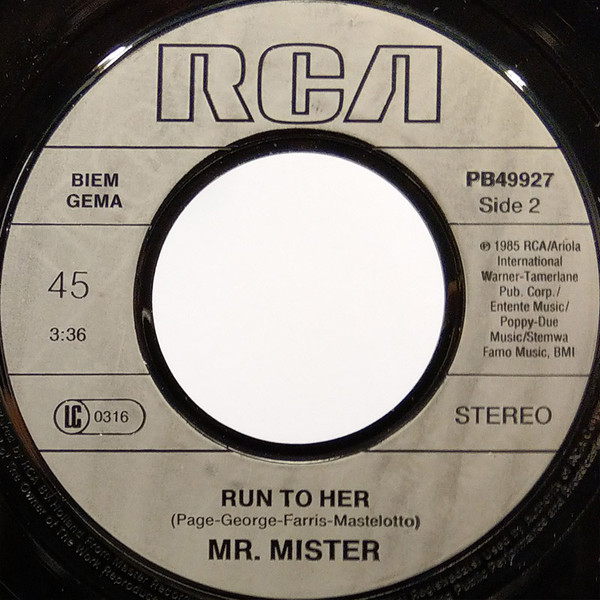 RCA
BIEM
GEMA
PB49927
Side 2
45
3:36
℗ 1985 RCA/Ariola
International
Warner-Tamerlane
Pub. Corp./
Entente Music/
Poppy-Due
Music/Stemwa
Famo Music, BMI
LC 0316
STEREO
RUN TO HER
(Page-George-Farris-Mastelotto)
MR. MISTER